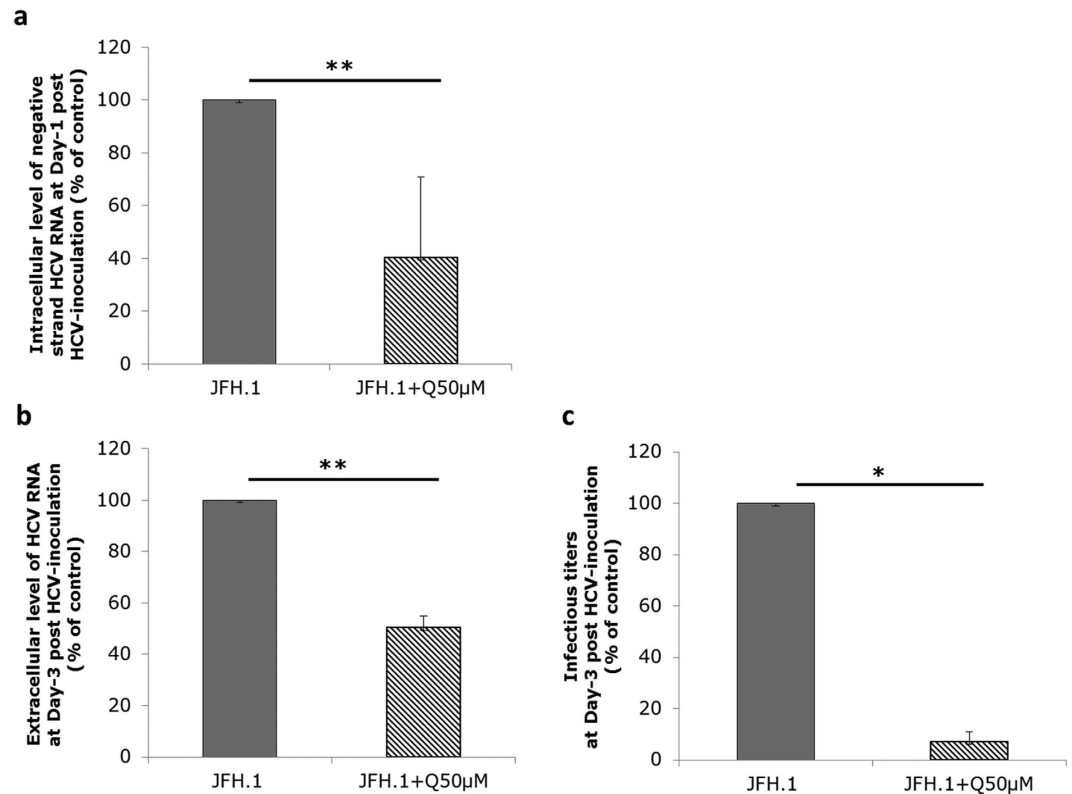 a
Intracellular level of negative
strand HCV RNA at Day-1 post
HCV-inoculation (% of control)
120
100
80
60
40
20
0
**
JFH.1
JFH.1+Q50µM
b
Extracellular level of HCV RNA
at Day-3 post HCV-inoculation
(% of control)
120
100
80
60
40
20
0
**
JFH.1
JFH.1+Q50µM
c
Infectious titers
at Day-3 post HCV-inoculation
(% of control)
120
100
80
60
40
20
0
*
JFH.1
JFH.1+Q50µM